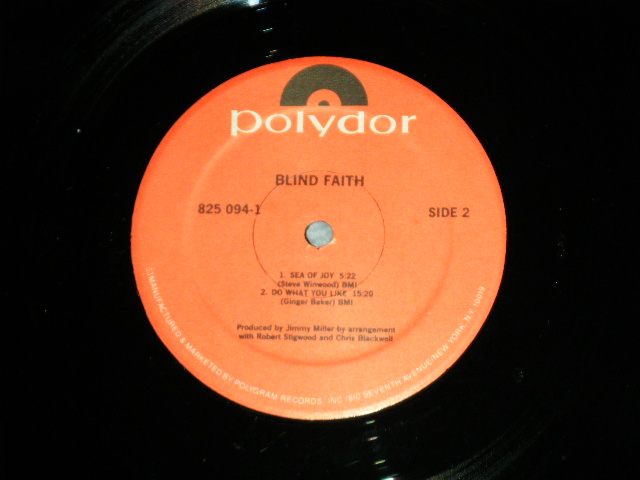 polydor
BLIND FAITH
825 094-1
SIDE 2
1. SEA OF JOY 5:22
(Steve Winwood) BMI
2. DO WHAT YOU LIKE 15:20
(Ginger Baker) BMI
Produced by Jimmy Miller by arrangement
with Robert Stigwood and Chris Blackwell
MANUFACTURED & MARKETED BY POLYGRAM RECORDS, INC. 810 SEVENTH AVENUE/NEW YORK, N.Y. 10019